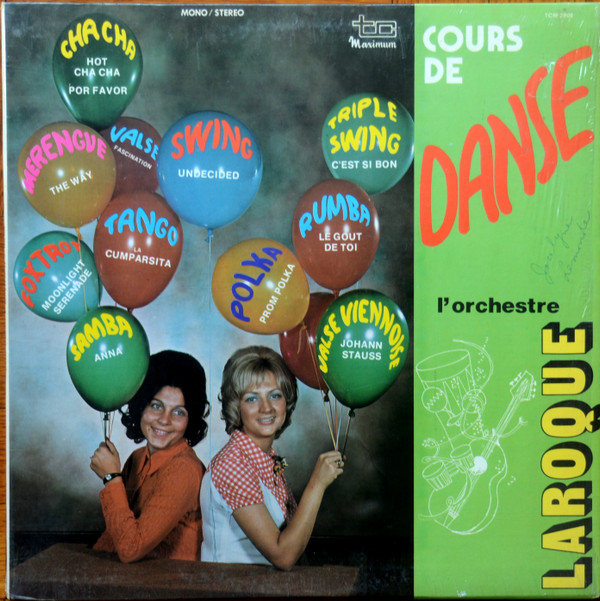 MONO / STEREO
tc
Maximum
COURS
DE
DANSE
l'orchestre
LAROQUE
CHA CHA
HOT
CHA CHA
POR FAVOR
MERENGUE
THE WAY
VALSE
FASCINATION
SWING
UNDECIDED
TRIPLE
SWING
C'EST SI BON
TANGO
LA
CUMPARSITA
RUMBA
LE GOUT
DE TOI
FOXTROT
MOONLIGHT
SERENADE
POLKA
PROM POLKA
SAMBA
ANNA
VALSE VIENNOISE
JOHANN
STAUSS